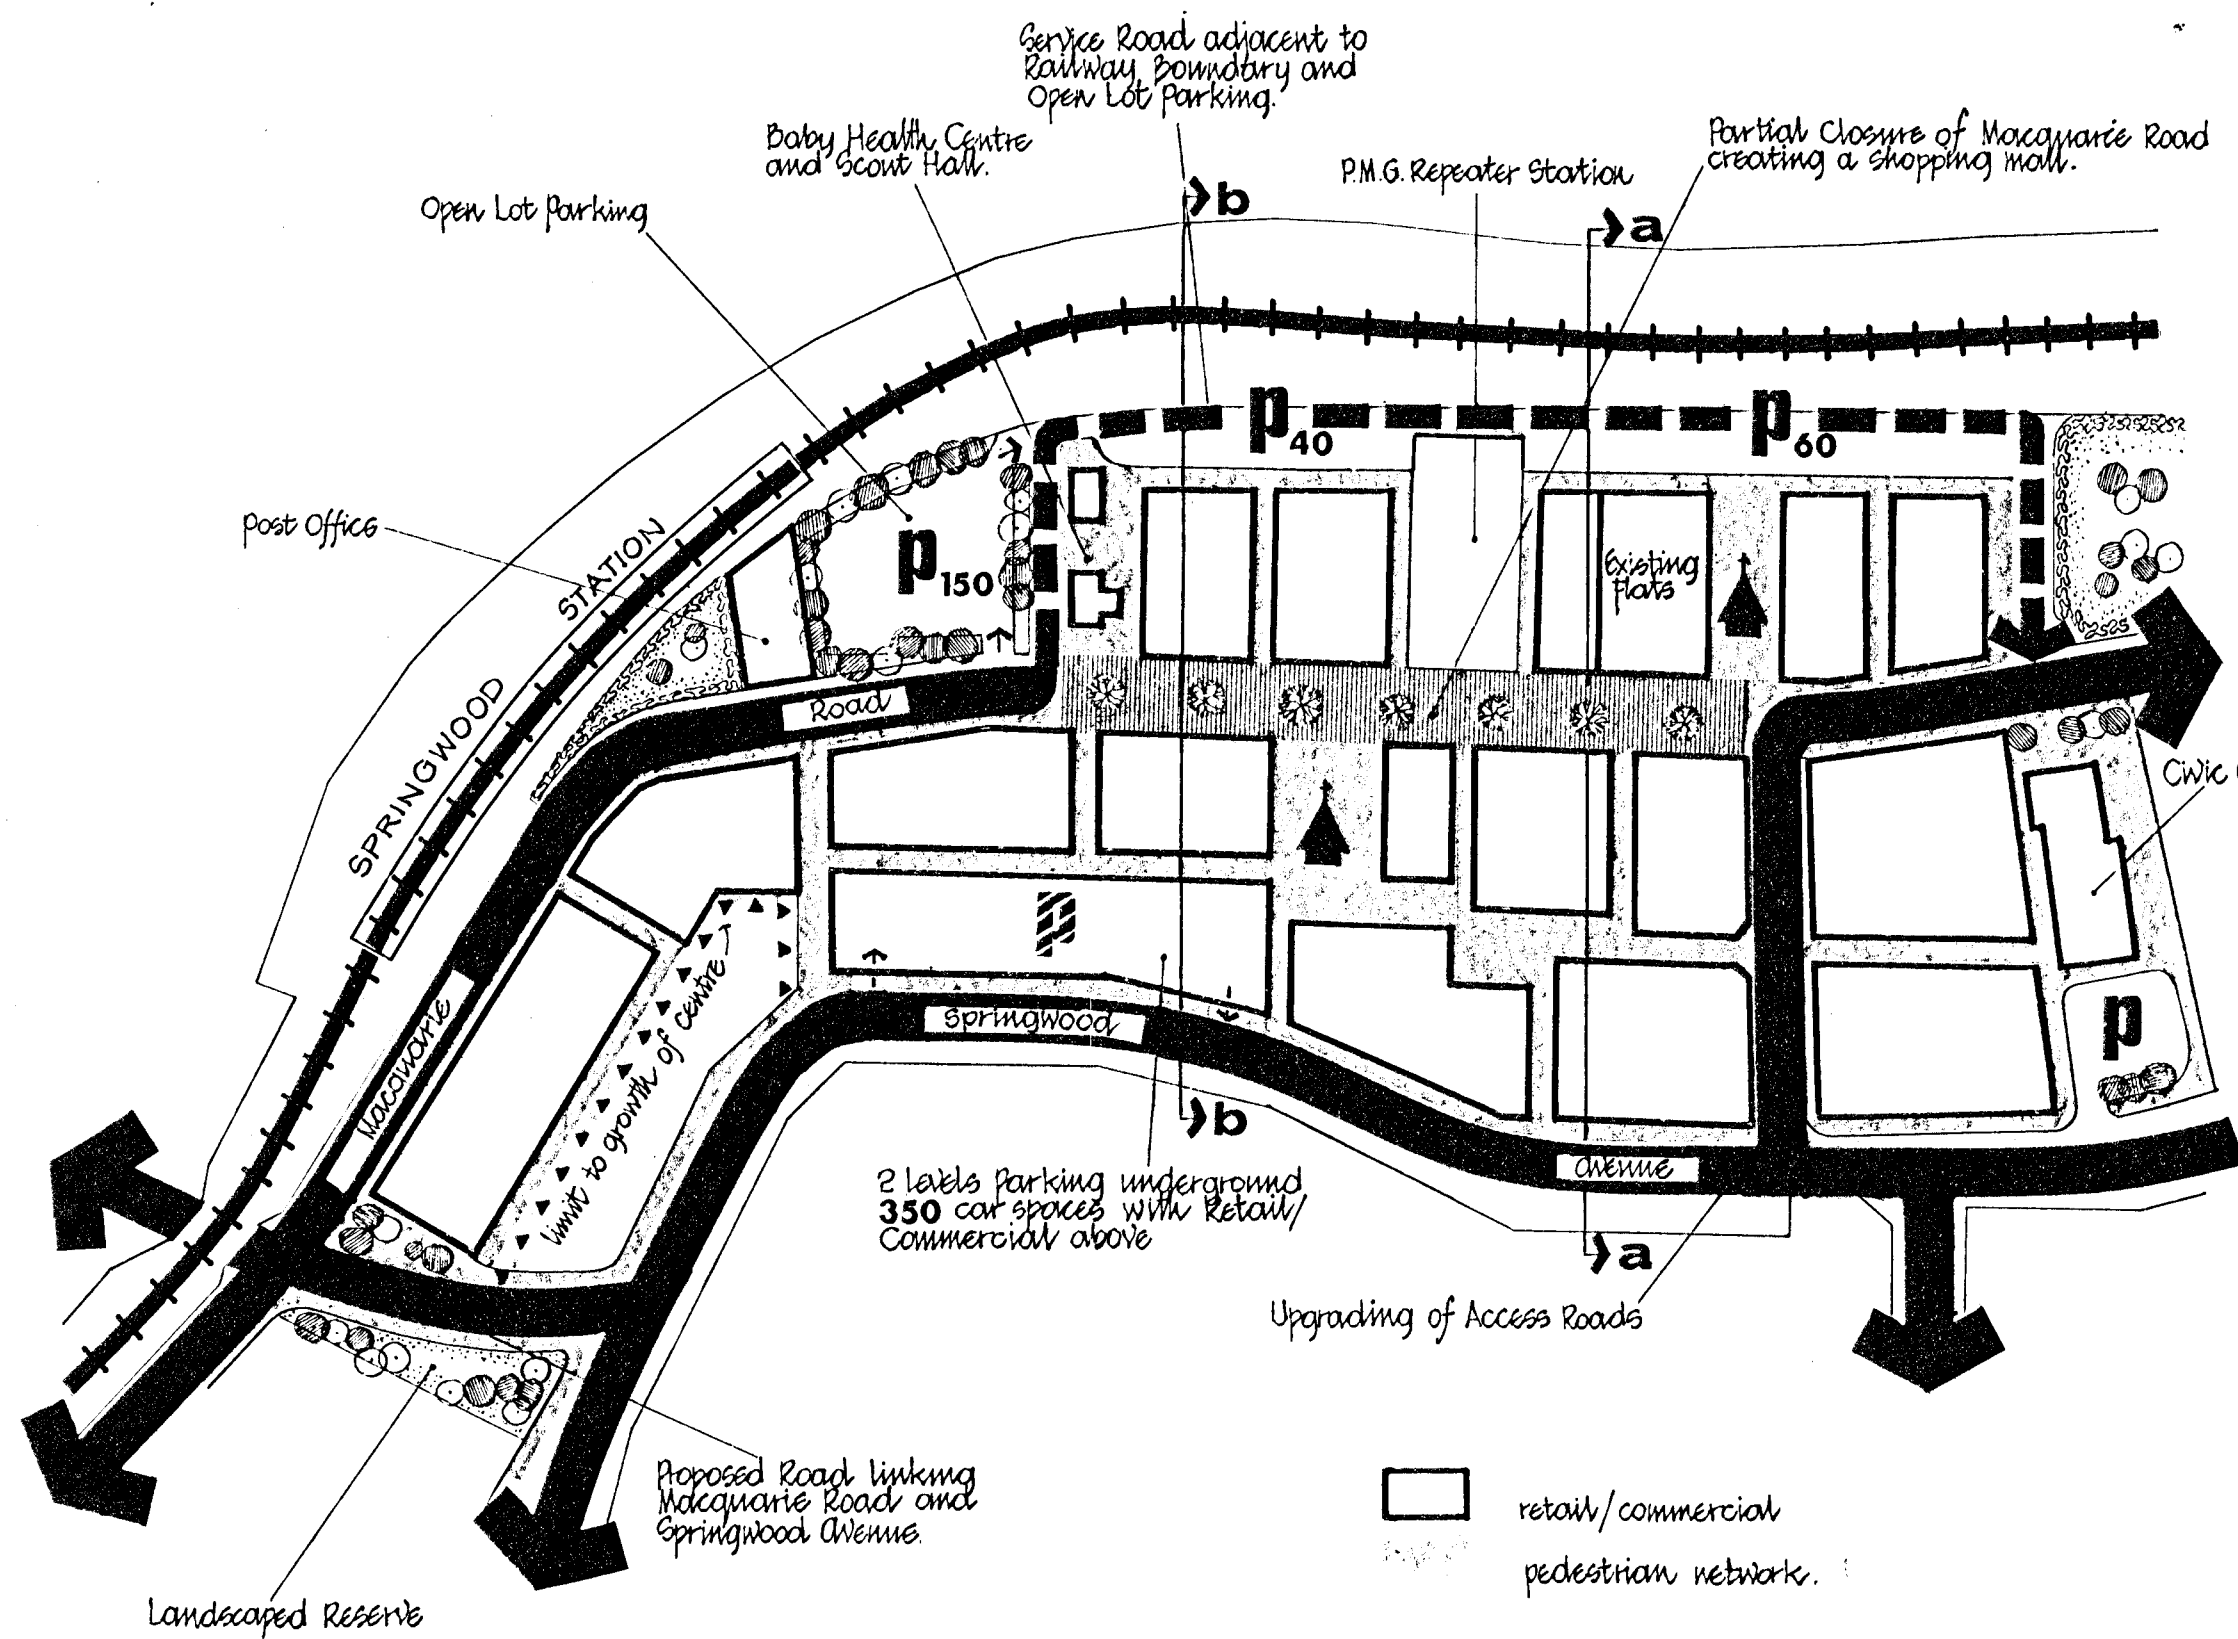 Service Road adjacent to
Railway Boundary and
Open Lot Parking.
Baby Health Centre
and Scout Hall.
Partial Closure of Macquarie Road
creating a shopping mall.
P.M.G. Repeater Station
Open Lot Parking
b
a
Post Office
P 40
P 60
P 150
STATION
SPRINGWOOD
Existing
Flats
Road
Civic
P
Macquarie
Limit to growth of centre
Springwood
P
b
Avenue
a
2 Levels Parking underground
350 car spaces with Retail/
Commercial above
Upgrading of Access Roads
Proposed Road linking
Macquarie Road and
Springwood Avenue.
Landscaped Reserve
retail/commercial
pedestrian network.